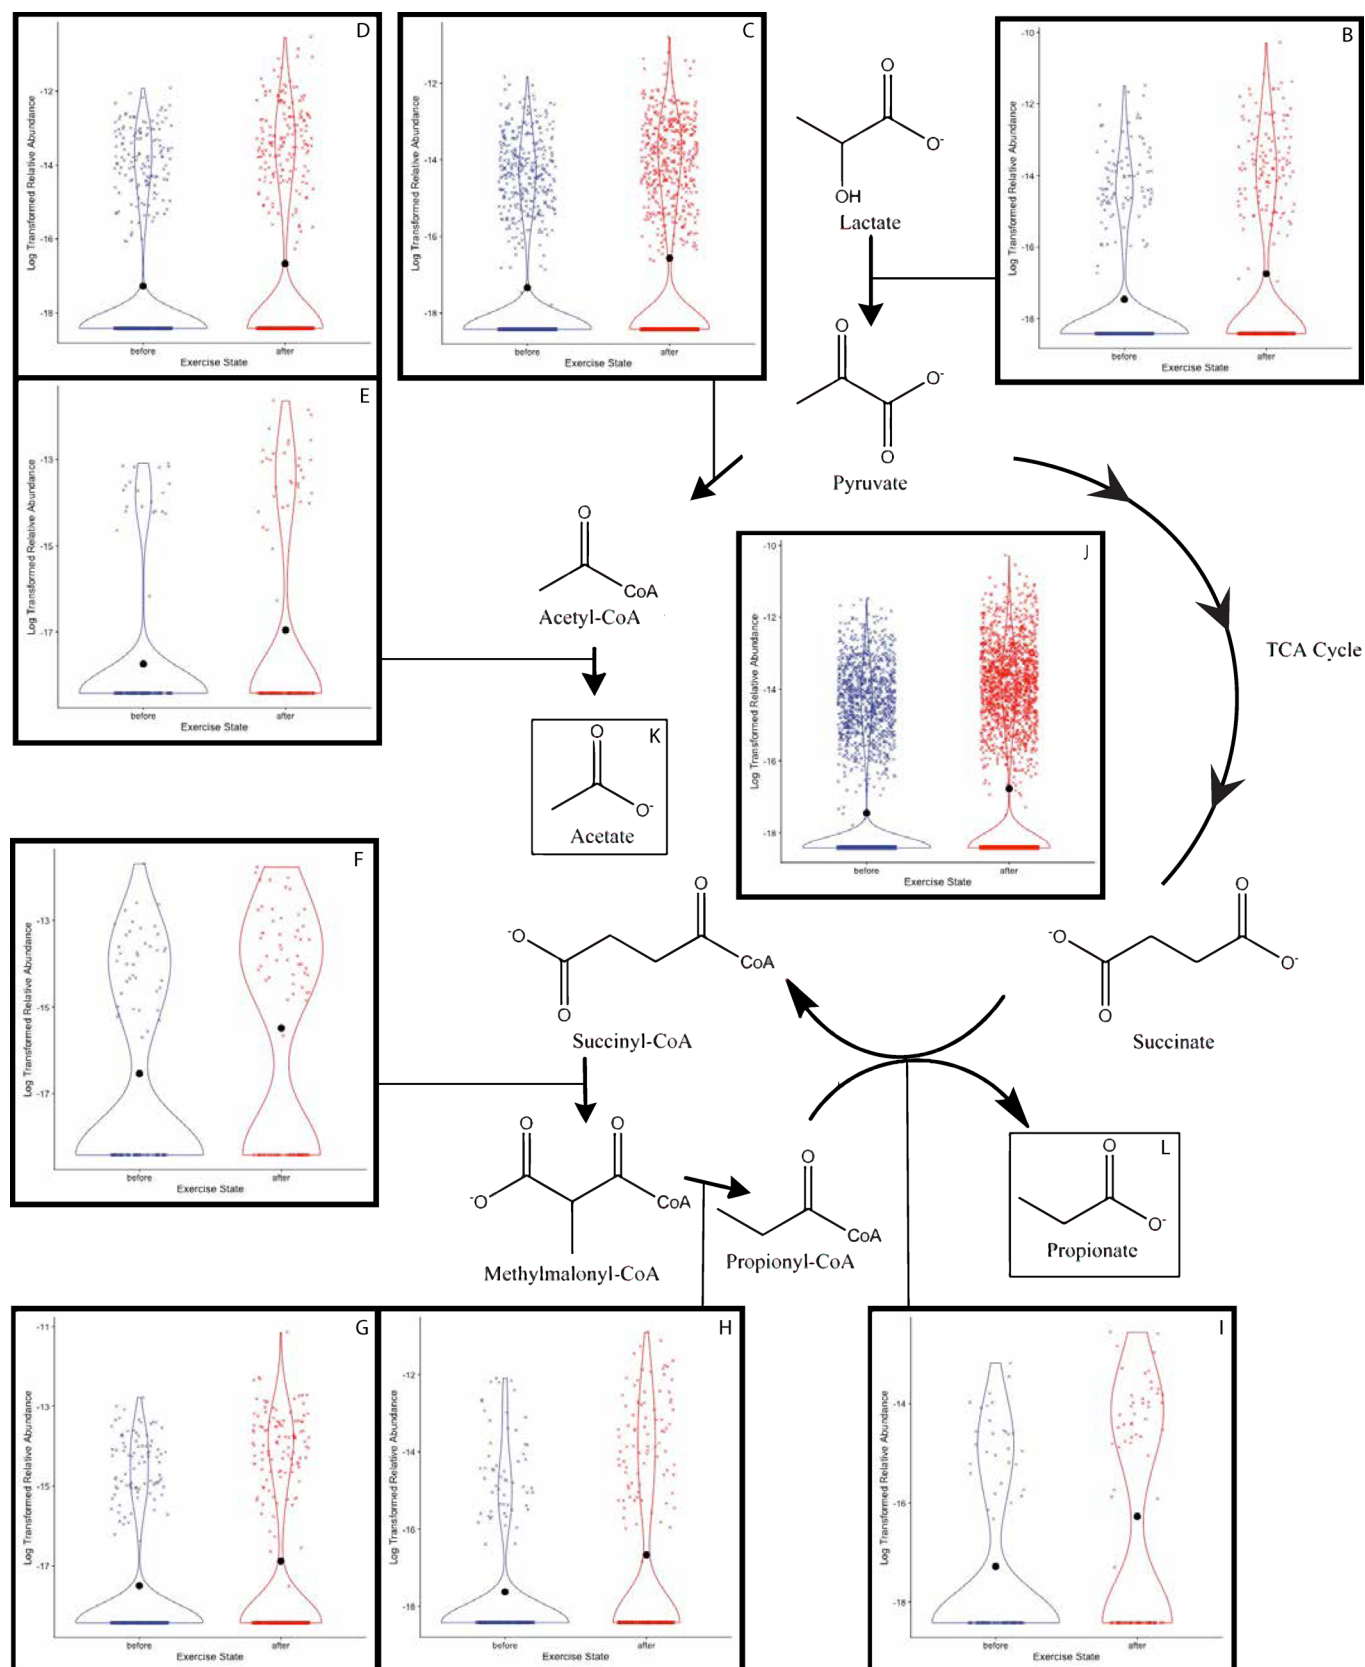 D
Log Transformed Relative Abundance
-12
-14
-16
-18
before
after
Exercise State
C
Log Transformed Relative Abundance
-12
-14
-16
-18
before
after
Exercise State
O
O-
OH
Lactate
B
Log Transformed Relative Abundance
-10
-12
-14
-16
-18
before
after
Exercise State
E
Log Transformed Relative Abundance
-13
-15
-17
before
after
Exercise State
O
O-
O
Pyruvate
O
CoA
Acetyl-CoA
TCA Cycle
J
Log Transformed Relative Abundance
-10
-12
-14
-16
-18
before
after
Exercise State
K
O
O-
Acetate
F
Log Transformed Relative Abundance
-13
-15
-17
before
after
Exercise State
-O
O
O
CoA
Succinyl-CoA
-O
O
O
O-
Succinate
O
O
-O
CoA
Methylmalonyl-CoA
O
CoA
Propionyl-CoA
L
O
O-
Propionate
G
Log Transformed Relative Abundance
-11
-13
-15
-17
before
after
Exercise State
H
Log Transformed Relative Abundance
-12
-14
-16
-18
before
after
Exercise State
I
Log Transformed Relative Abundance
-14
-16
-18
before
after
Exercise State